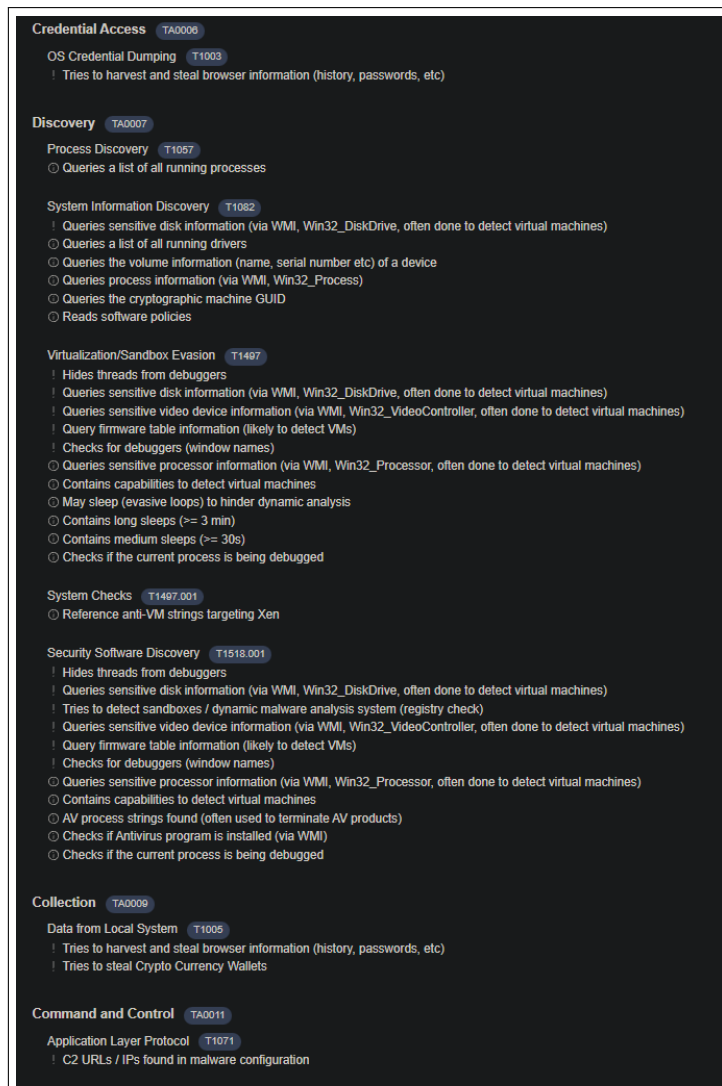 Credential Access TA0006
OS Credential Dumping T1003
! Tries to harvest and steal browser information (history, passwords, etc)
Discovery TA0007
Process Discovery T1057
Queries a list of all running processes
System Information Discovery T1082
! Queries sensitive disk information (via WMI, Win32_DiskDrive, often done to detect virtual machines)
Queries a list of all running drivers
Queries the volume information (name, serial number etc) of a device
Queries process information (via WMI, Win32_Process)
Queries the cryptographic machine GUID
Reads software policies
Virtualization/Sandbox Evasion T1497
! Hides threads from debuggers
! Queries sensitive disk information (via WMI, Win32_DiskDrive, often done to detect virtual machines)
! Queries sensitive video device information (via WMI, Win32_VideoController, often done to detect virtual machines)
! Query firmware table information (likely to detect VMs)
! Checks for debuggers (window names)
Queries sensitive processor information (via WMI, Win32_Processor, often done to detect virtual machines)
Contains capabilities to detect virtual machines
May sleep (evasive loops) to hinder dynamic analysis
Contains long sleeps (>= 3 min)
Contains medium sleeps (>= 30s)
Checks if the current process is being debugged
System Checks T1497.001
Reference anti-VM strings targeting Xen
Security Software Discovery T1518.001
! Hides threads from debuggers
! Queries sensitive disk information (via WMI, Win32_DiskDrive, often done to detect virtual machines)
! Tries to detect sandboxes / dynamic malware analysis system (registry check)
! Queries sensitive video device information (via WMI, Win32_VideoController, often done to detect virtual machines)
! Query firmware table information (likely to detect VMs)
! Checks for debuggers (window names)
Queries sensitive processor information (via WMI, Win32_Processor, often done to detect virtual machines)
Contains capabilities to detect virtual machines
AV process strings found (often used to terminate AV products)
Checks if Antivirus program is installed (via WMI)
Checks if the current process is being debugged
Collection TA0009
Data from Local System T1005
! Tries to harvest and steal browser information (history, passwords, etc)
! Tries to steal Crypto Currency Wallets
Command and Control TA0011
Application Layer Protocol T1071
! C2 URLs / IPs found in malware configuration